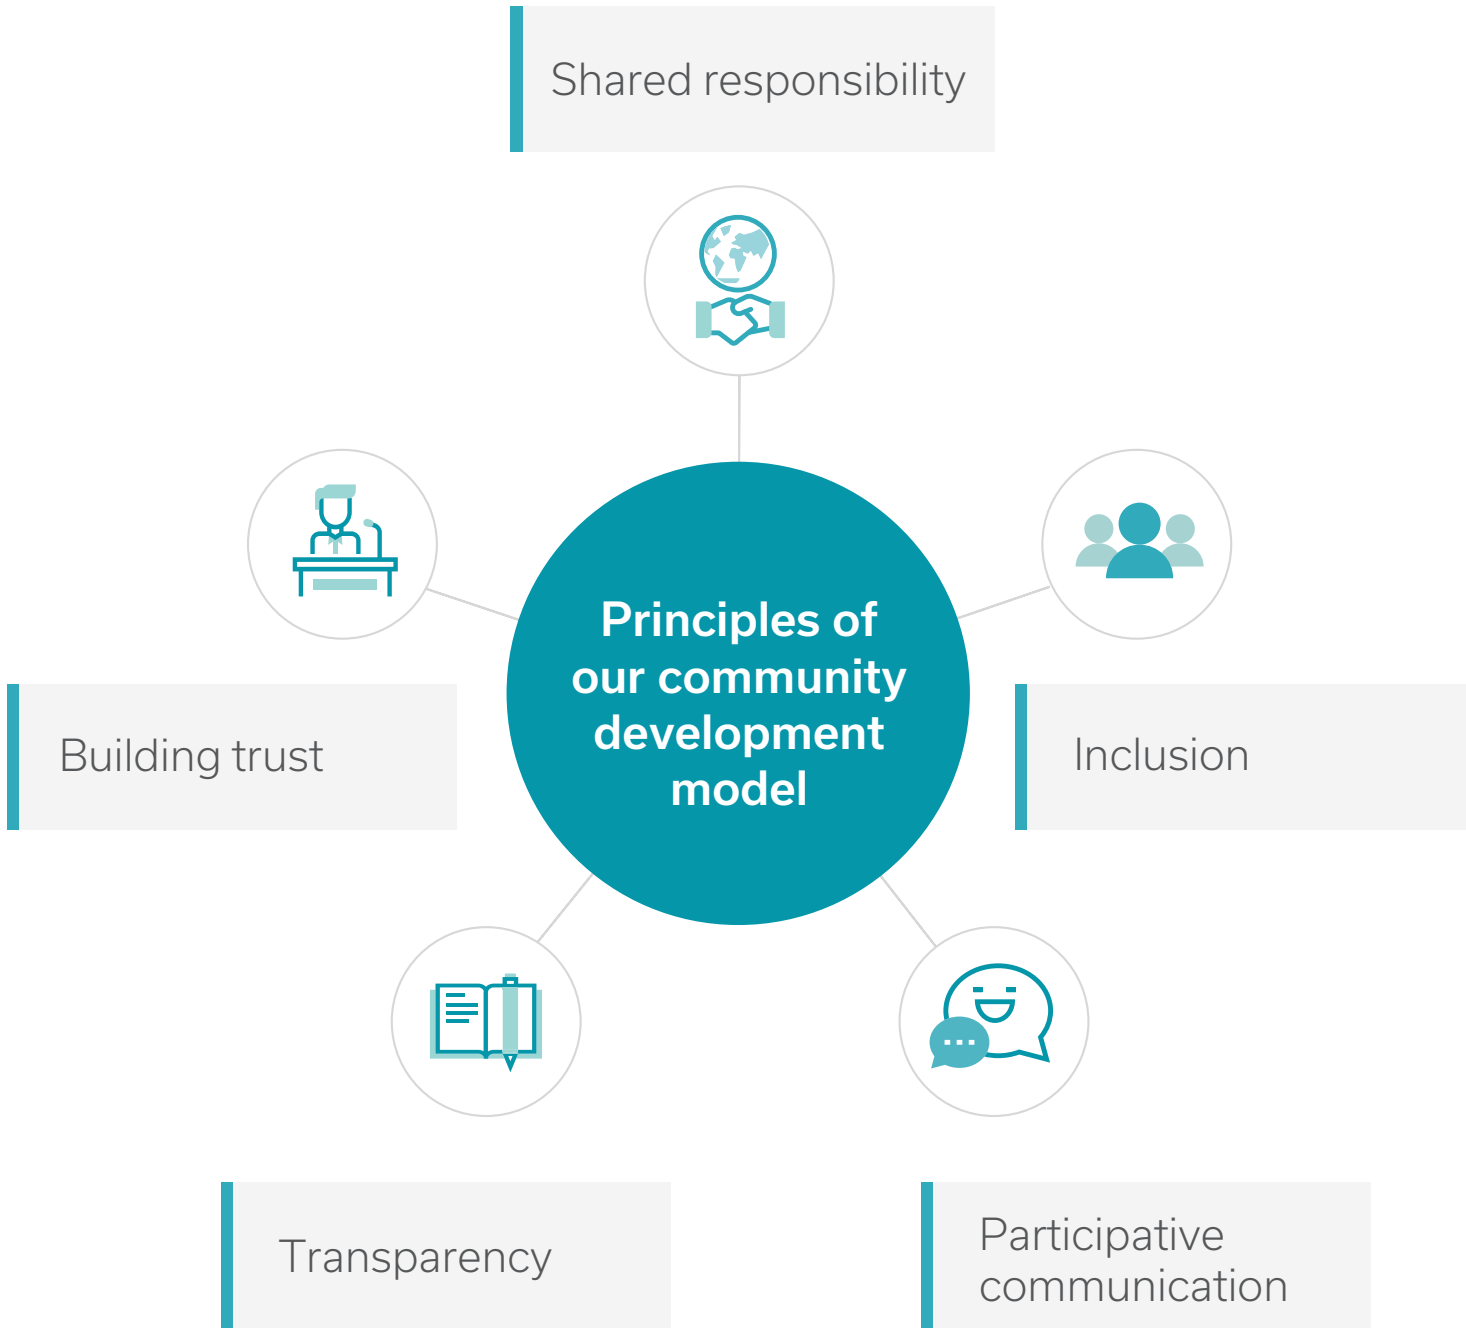 Shared responsibility
Principles of
our community
development
model
Building trust
Inclusion
Transparency
Participative
communication